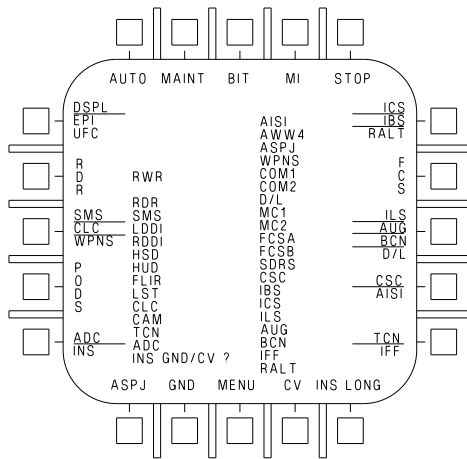 AUTO MAINT BIT MI STOP
DSPL
EPI
UFC
R
D
R
SMS
CLC
WPNS
P
O
D
S
ADC
INS
RWR
RDR
SMS
LDDI
RDDI
HSD
HUD
FLIR
LST
CLC
CAM
TCN
ADC
INS GND/CV ?
AISI
AWW4
ASPJ
WPNS
COM1
COM2
D/L
MC1
MC2
FCSA
FCSB
SDRS
CSC
IBS
ICS
ILS
AUG
BCN
IFF
RALT
ICS
IBS
RALT
F
C
S
ILS
AUG
BCN
D/L
CSC
AISI
TCN
IFF
ASPJ GND MENU CV INS LONG